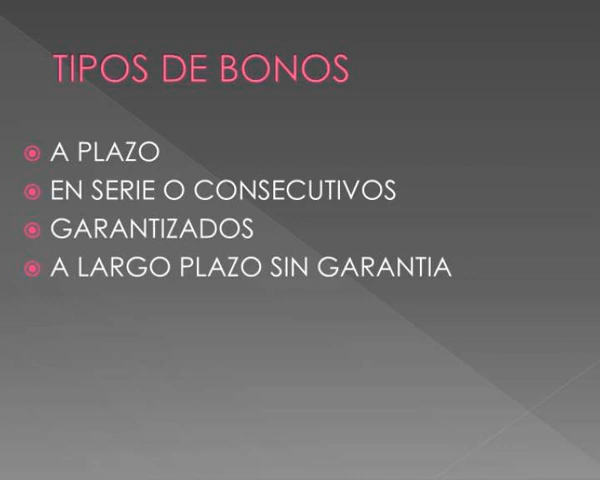 TIPOS DE BONOS
A PLAZO
EN SERIE O CONSECUTIVOS
GARANTIZADOS
A LARGO PLAZO SIN GARANTIA